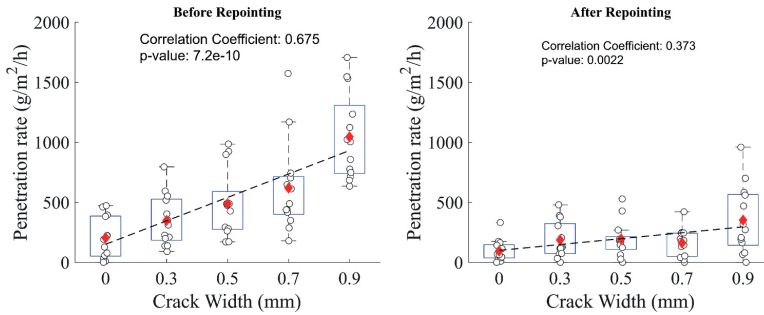 Before Repointing
Correlation Coefficient: 0.675
p-value: 7.2e-10
Penetration rate (g/m²/h)
2000
1500
1000
500
0
0 0.3 0.5 0.7 0.9
Crack Width (mm)
After Repointing
Correlation Coefficient: 0.373
p-value: 0.0022
Penetration rate (g/m²/h)
2000
1500
1000
500
0
0 0.3 0.5 0.7 0.9
Crack Width (mm)